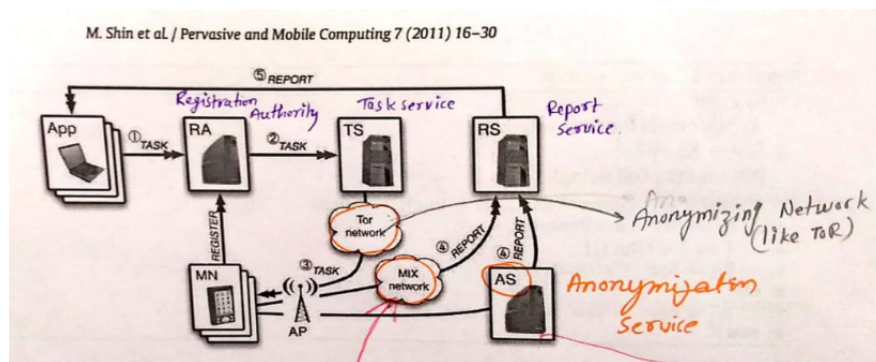 M. Shin et al. / Pervasive and Mobile Computing 7 (2011) 16–30
⑤ REPORT
Registration
Authority
Task service
Report
Service.
App
① TASK
RA
② TASK
TS
RS
Tor
network
Ano
Anonymizing Network
(like ToR)
REGISTER
③ TASK
④ REPORT
④ REPORT
MN
AP
MIX
network
AS
Anonymization
Service